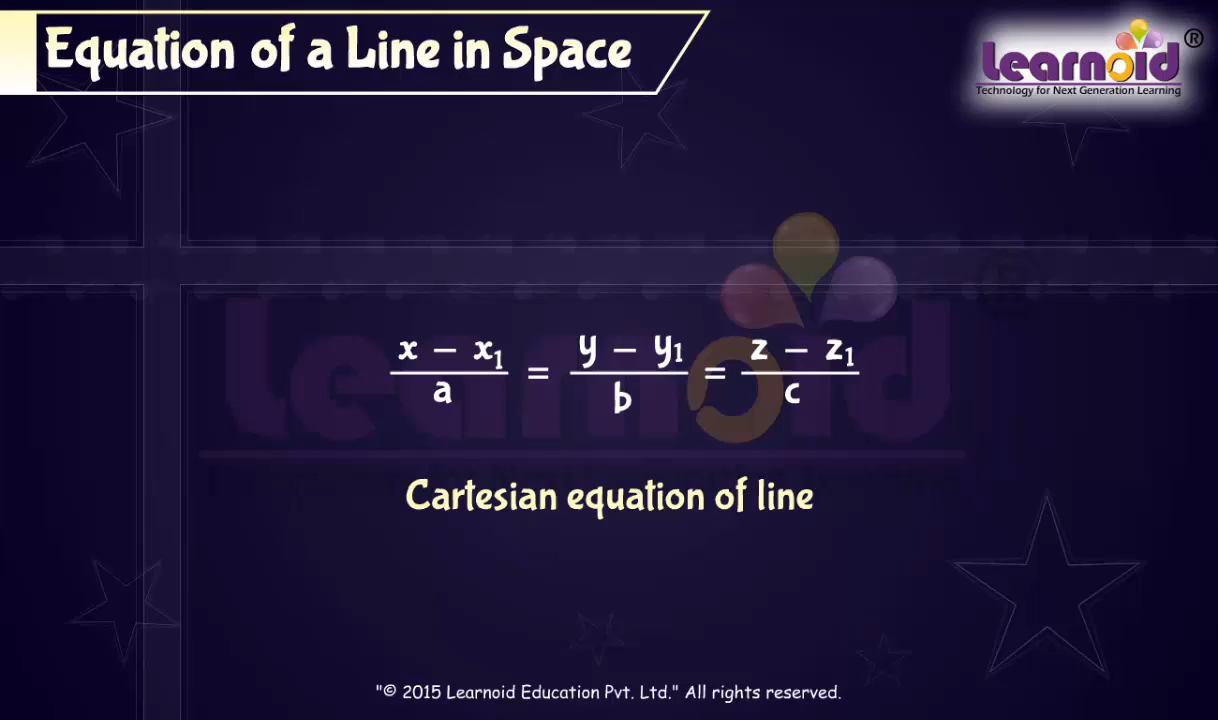 Equation of a Line in Space
Learnoid ®
Technology for Next Generation Learning
x − x₁ / a = y − y₁ / b = z − z₁ / c
Cartesian equation of line
"© 2015 Learnoid Education Pvt. Ltd." All rights reserved.